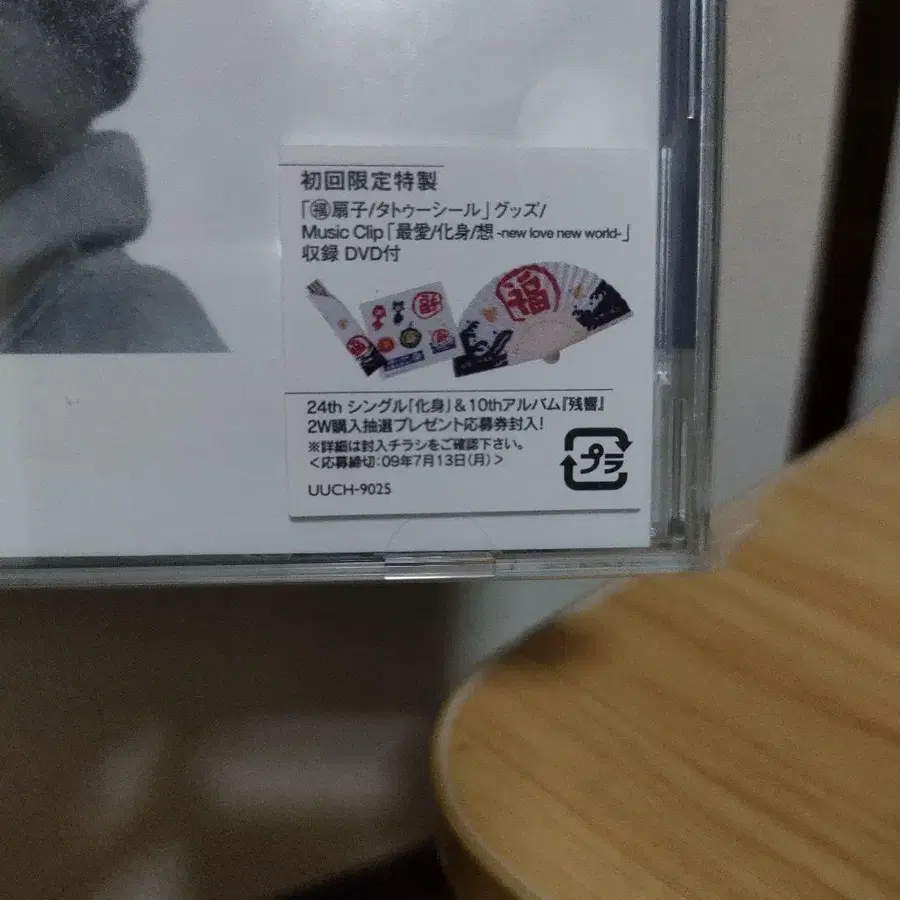 初回限定特製
「㊝扇子/タトゥーシール」グッズ/
Music Clip「最愛/化身/想 -new love new world-」
収録 DVD付
福
24th シングル「化身」&10thアルバム『残響』
2W購入抽選プレゼント応募券封入!
※詳細は封入チラシをご確認下さい。
<応募締切:09年7月13日(月)>
プラ
UUCH-9025